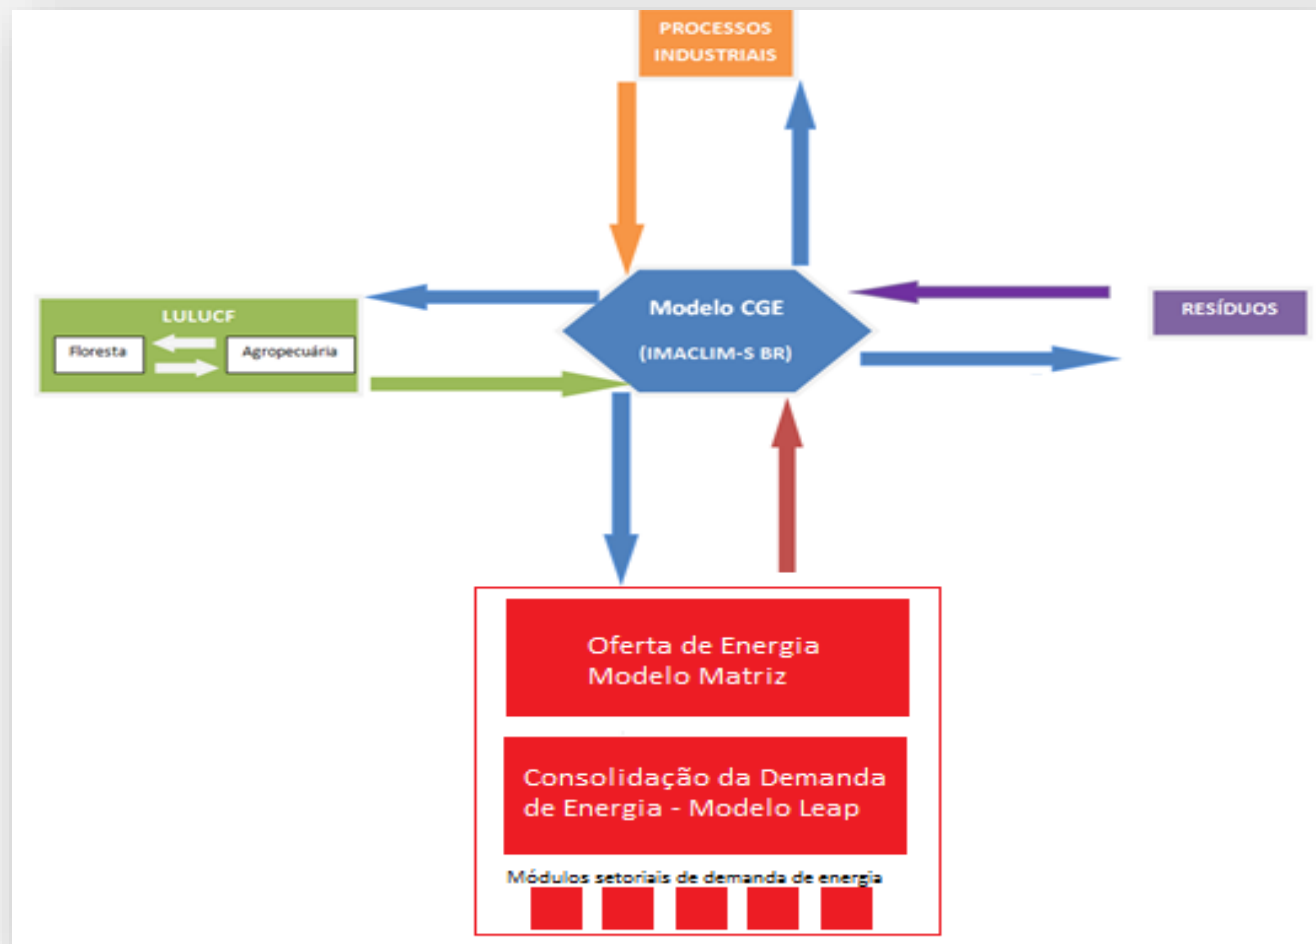 PROCESSOS
INDUSTRIAIS
LULUCF
Floresta
Agropecuária
Modelo CGE
(IMACLIM-S BR)
RESÍDUOS
Oferta de Energia
Modelo Matriz
Consolidação da Demanda
de Energia - Modelo Leap
Módulos setoriais de demanda de energia